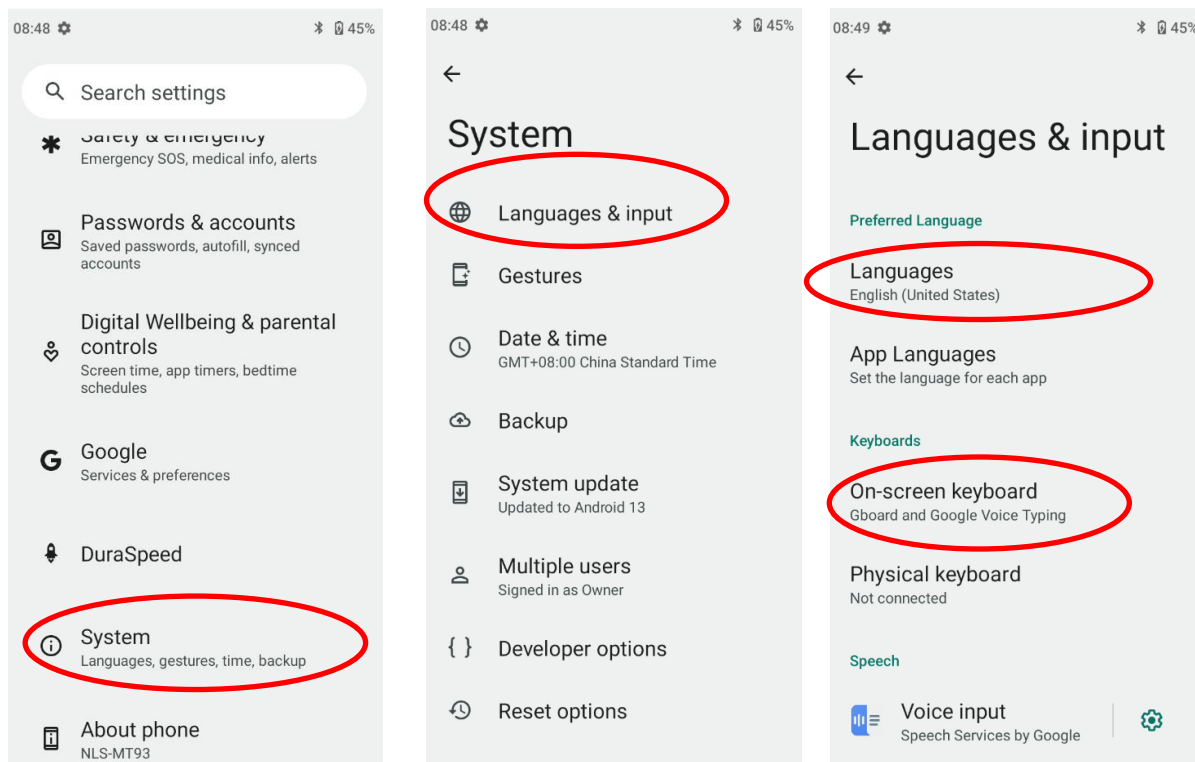 08:48 45%
Search settings
Safety & emergency
Emergency SOS, medical info, alerts
Passwords & accounts
Saved passwords, autofill, synced
accounts
Digital Wellbeing & parental
controls
Screen time, app timers, bedtime
schedules
Google
Services & preferences
DuraSpeed
System
Languages, gestures, time, backup
About phone
NLS-MT93
08:48 45%
System
Languages & input
Gestures
Date & time
GMT+08:00 China Standard Time
Backup
System update
Updated to Android 13
Multiple users
Signed in as Owner
{ } Developer options
Reset options
08:49 45%
Languages & input
Preferred Language
Languages
English (United States)
App Languages
Set the language for each app
Keyboards
On-screen keyboard
Gboard and Google Voice Typing
Physical keyboard
Not connected
Speech
Voice input
Speech Services by Google